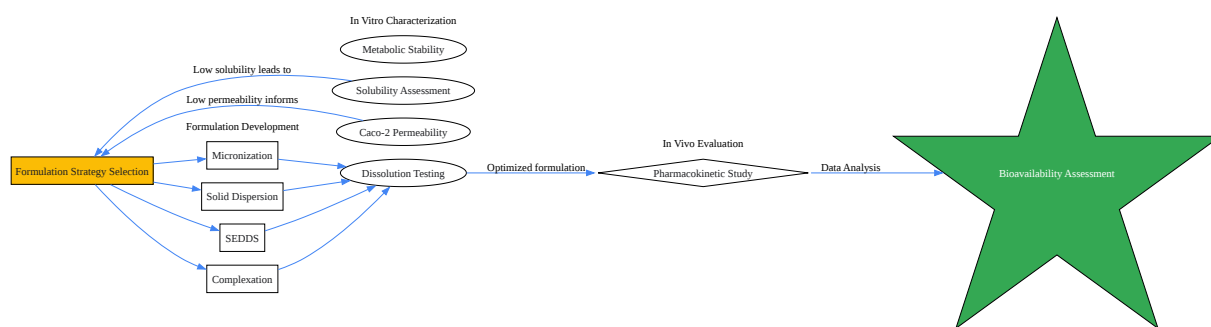 In Vitro Characterization
Metabolic Stability
Low solubility leads to
Solubility Assessment
Low permeability informs
Formulation Development
Caco-2 Permeability
Micronization
In Vivo Evaluation
Formulation Strategy Selection
Dissolution Testing
Optimized formulation
Pharmacokinetic Study
Data Analysis
Bioavailability Assessment
Solid Dispersion
SEDDS
Complexation